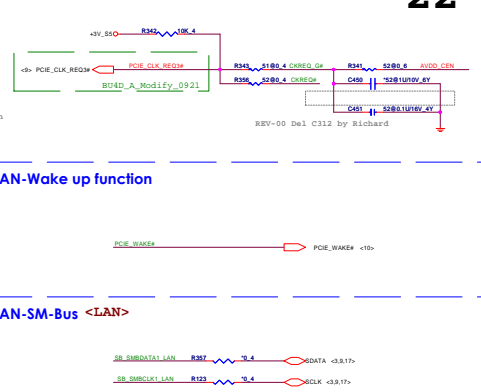 +3V_S5 R342 10K_4
<9> PCIE_CLK_REQ3# PCIE_CLK_REQ3# R343 51@0_4 CKREQ_G# R341 52@0_6 AVDD_CEN
BU4D_A_Modify_0921 R356 52@0_4 CKREQ# C450 *52@1U/10V_6Y
C451 52@0.1U/16V_4Y
REV-00 Del C312 by Richard
AN-Wake up function
PCIE_WAKE# PCIE_WAKE# <10>
AN-SM-Bus <LAN>
SB_SMBDATA1_LAN R357 *0_4 SDATA <3,9,17>
SB_SMBCLK1_LAN R123 *0_4 SCLK <3,9,17>